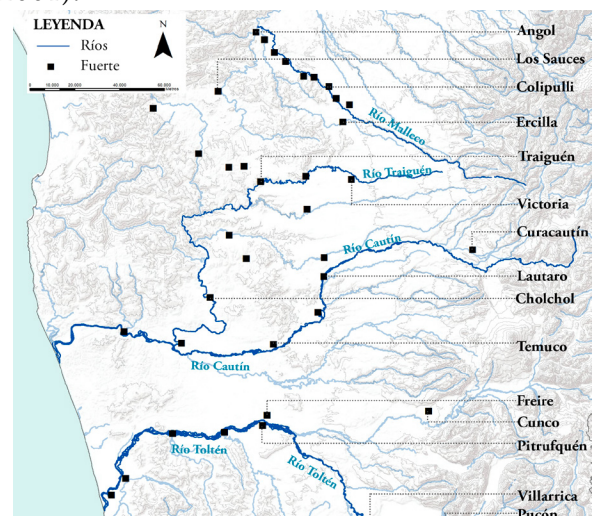 LEYENDA
Ríos
Fuerte
N
Angol
Los Sauces
Colipulli
Ercilla
Río Malleco
Traiguén
Río Traiguén
Victoria
Curacautín
Río Cautín
Lautaro
Cholchol
Temuco
Río Cautín
Freire
Cunco
Pitrufquén
Río Toltén
Río Toltén
Villarrica
Pucón